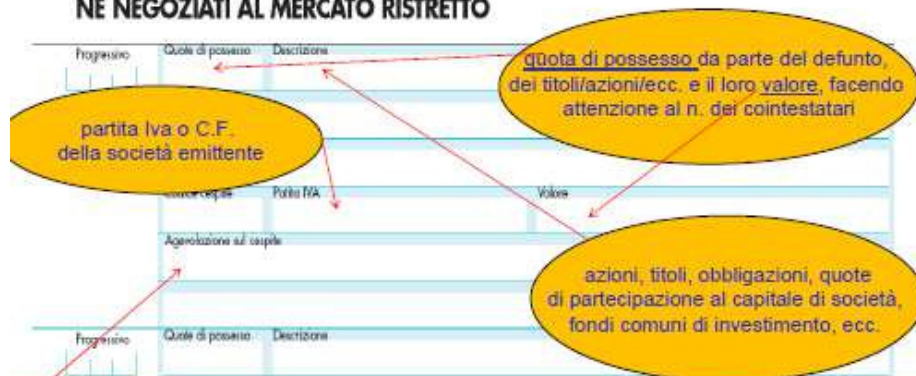 NÉ NEGOZIATI AL MERCATO RISTRETTO
Progressivo
Quote di possesso
Descrizione
quota di possesso da parte del defunto,
dei titoli/azioni/ecc. e il loro valore, facendo
attenzione al n. dei cointestatari
partita Iva o C.F.
della società emittente
cespite
Partita IVA
Valore
Agevolazione sul cespite
azioni, titoli, obbligazioni, quote
di partecipazione al capitale di società,
fondi comuni di investimento, ecc.
Progressivo
Quote di possesso
Descrizione